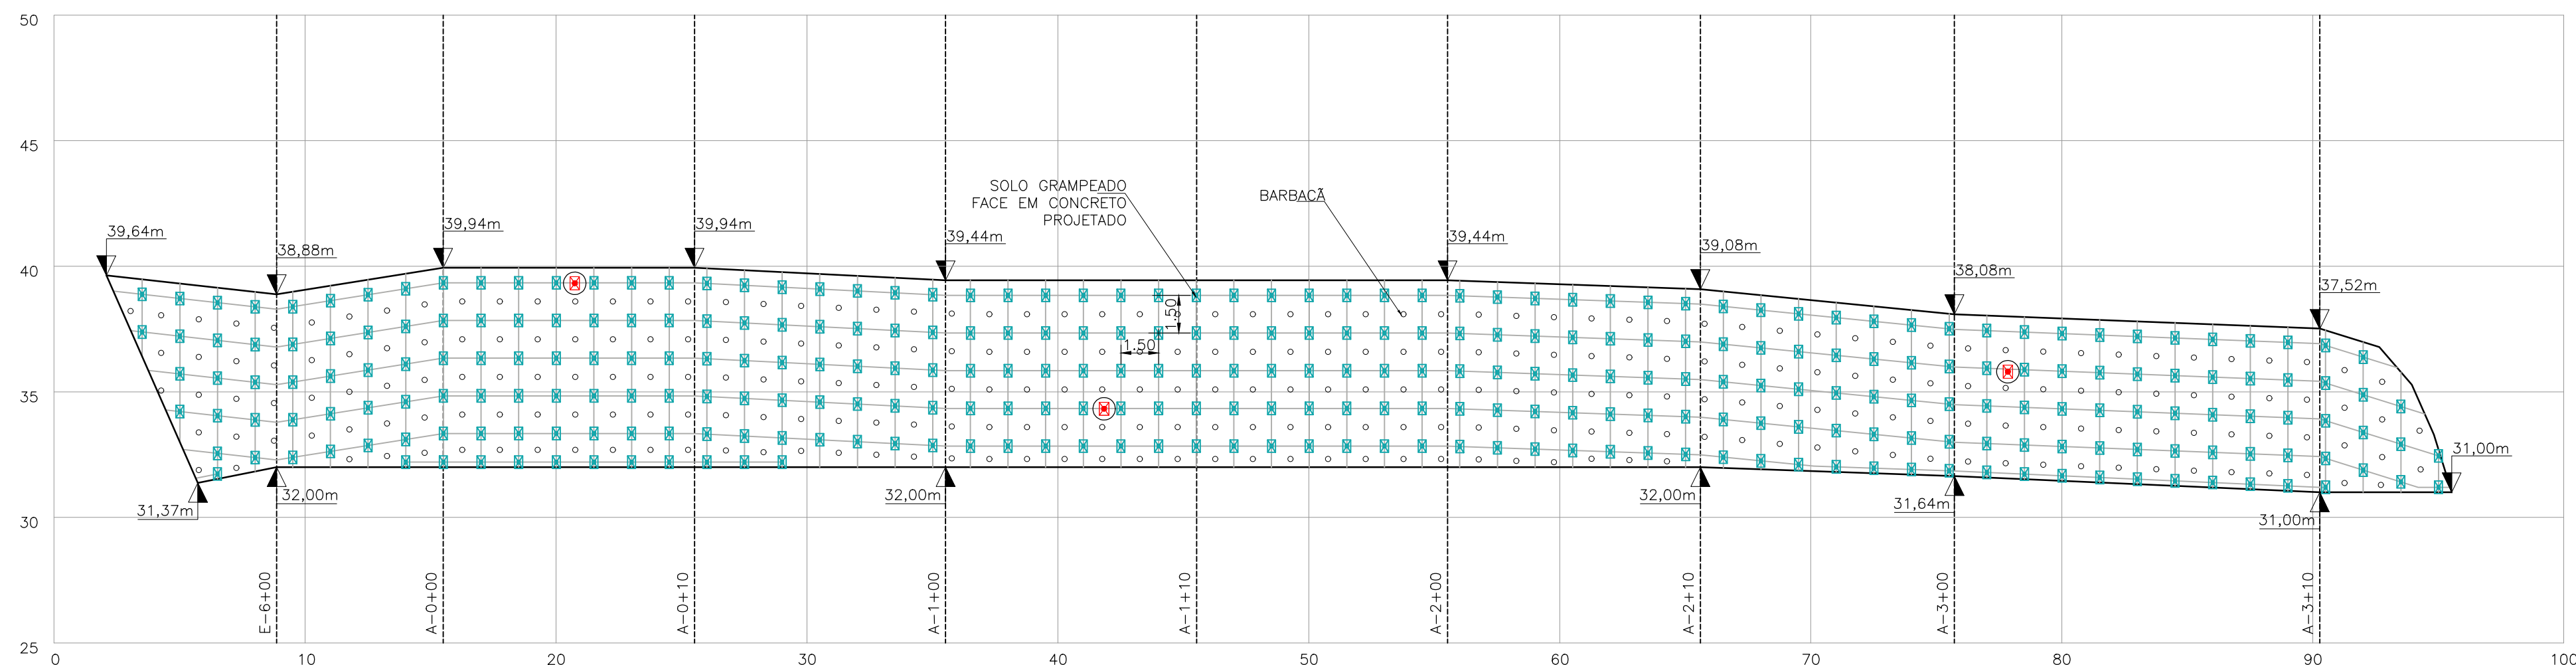 50
45
40
35
30
25
SOLO GRAMPEADO
FACE EM CONCRETO
PROJETADO
BARBACÃ
39,64m
38,88m
39,94m
39,94m
39,44m
39,44m
39,08m
38,08m
37,52m
1.50
1.50
31,37m
32,00m
32,00m
32,00m
31,64m
31,00m
31,00m
E-6+00
A-0+00
A-0+10
A-1+00
A-1+10
A-2+00
A-2+10
A-3+00
A-3+10
0
10
20
30
40
50
60
70
80
90
100